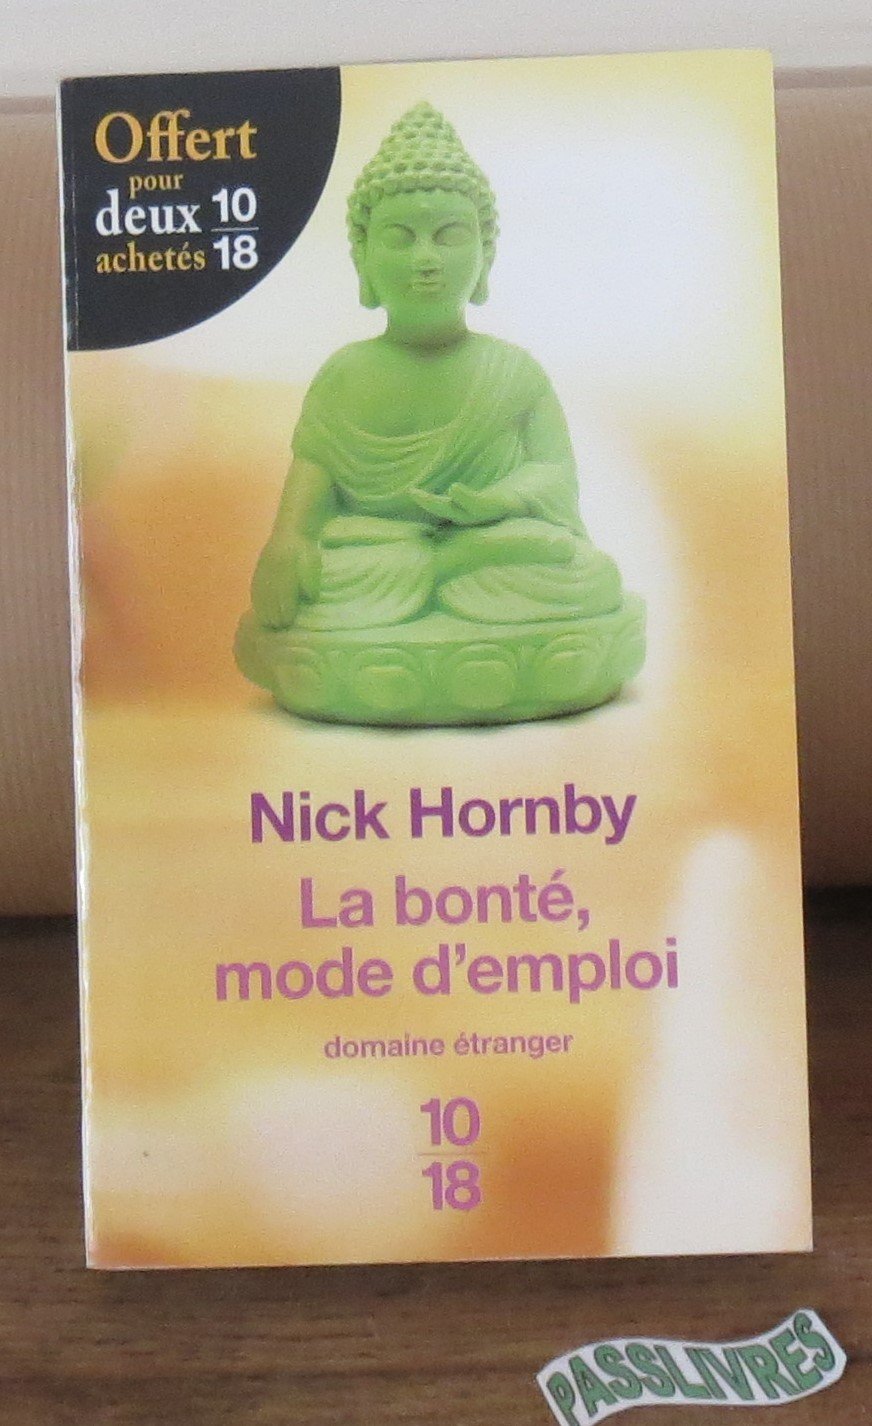 Offert
pour
deux 10
achetés 18
Nick Hornby
La bonté,
mode d'emploi
domaine étranger
10
18
PASSLIVRES